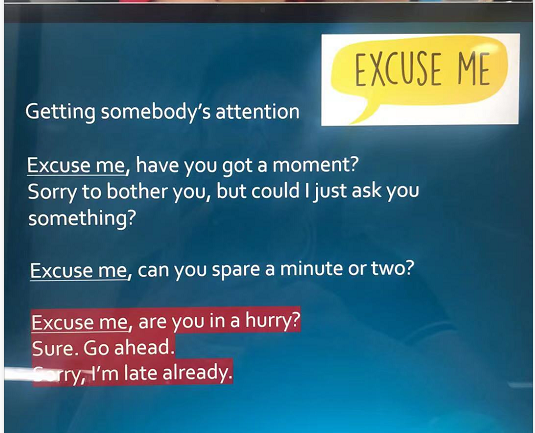 EXCUSE ME
Getting somebody's attention
Excuse me, have you got a moment?
Sorry to bother you, but could I just ask you
something?
Excuse me, can you spare a minute or two?
Excuse me, are you in a hurry?
Sure. Go ahead.
Sorry, I'm late already.